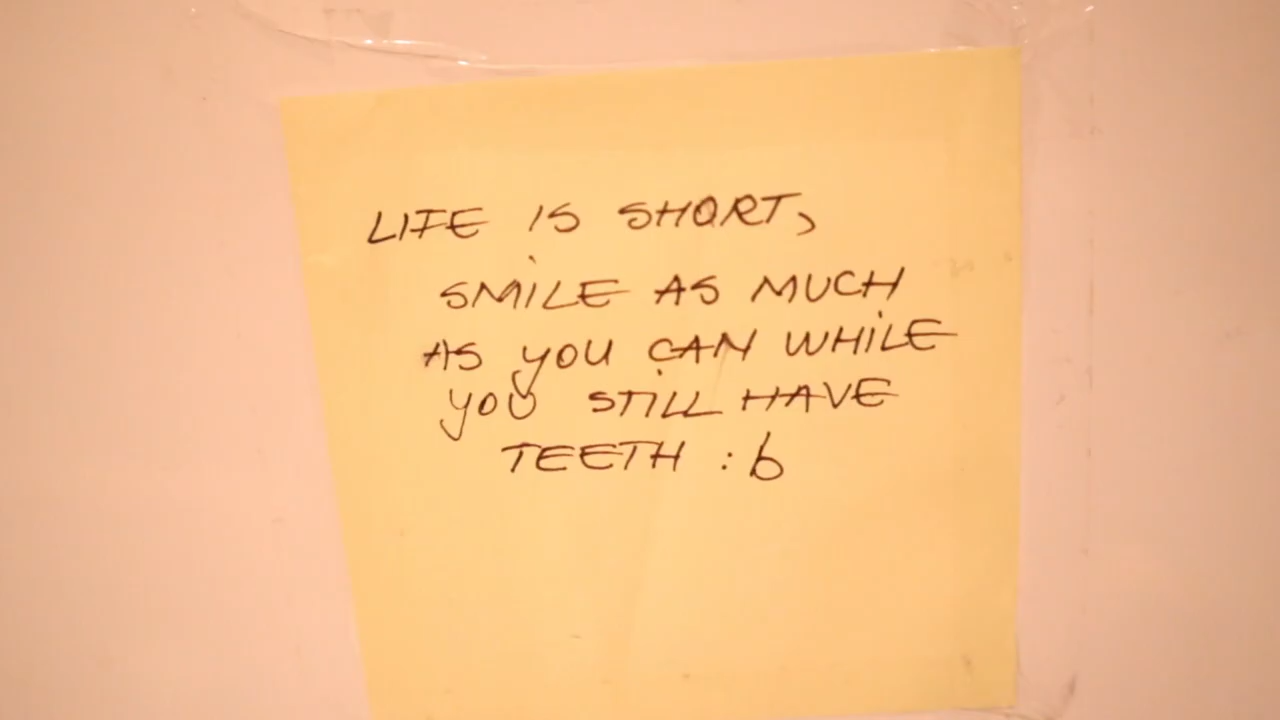 LIFE IS SHORT,
SMiLE AS MUCH
AS YOU CAN WHiLE
YOU STiLL HAVE
TEETH :b